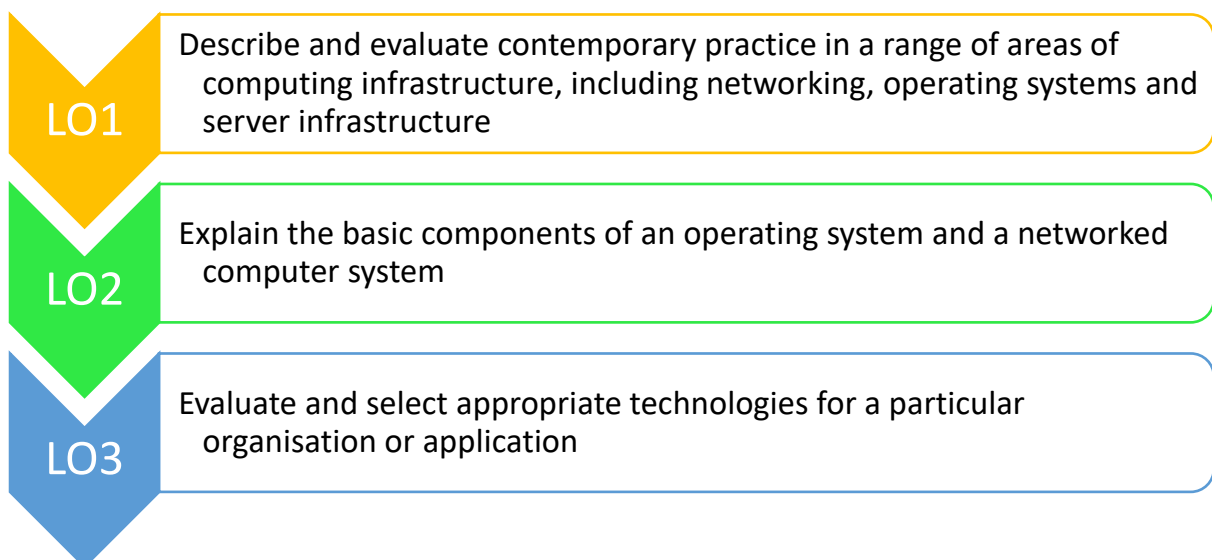 LO1
Describe and evaluate contemporary practice in a range of areas of
computing infrastructure, including networking, operating systems and
server infrastructure
LO2
Explain the basic components of an operating system and a networked
computer system
LO3
Evaluate and select appropriate technologies for a particular
organisation or application